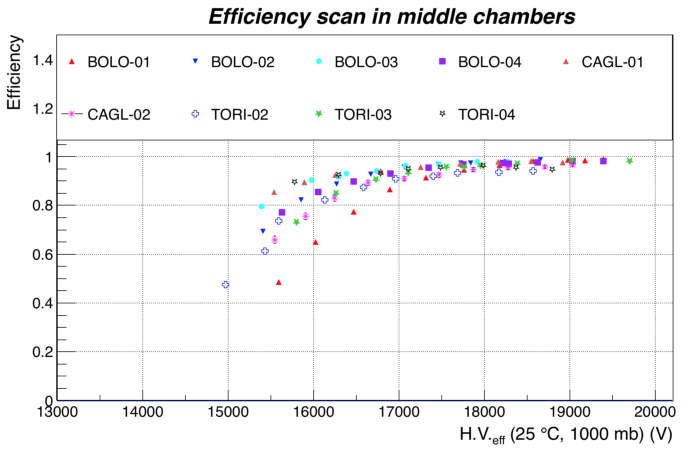 Efficiency scan in middle chambers
Efficiency
1.4
BOLO-01 BOLO-02 BOLO-03 BOLO-04 CAGL-01
1.2
CAGL-02 TORI-02 TORI-03 TORI-04
1
0.8
0.6
0.4
0.2
0
13000 14000 15000 16000 17000 18000 19000 20000
H.V.eff (25 °C, 1000 mb) (V)